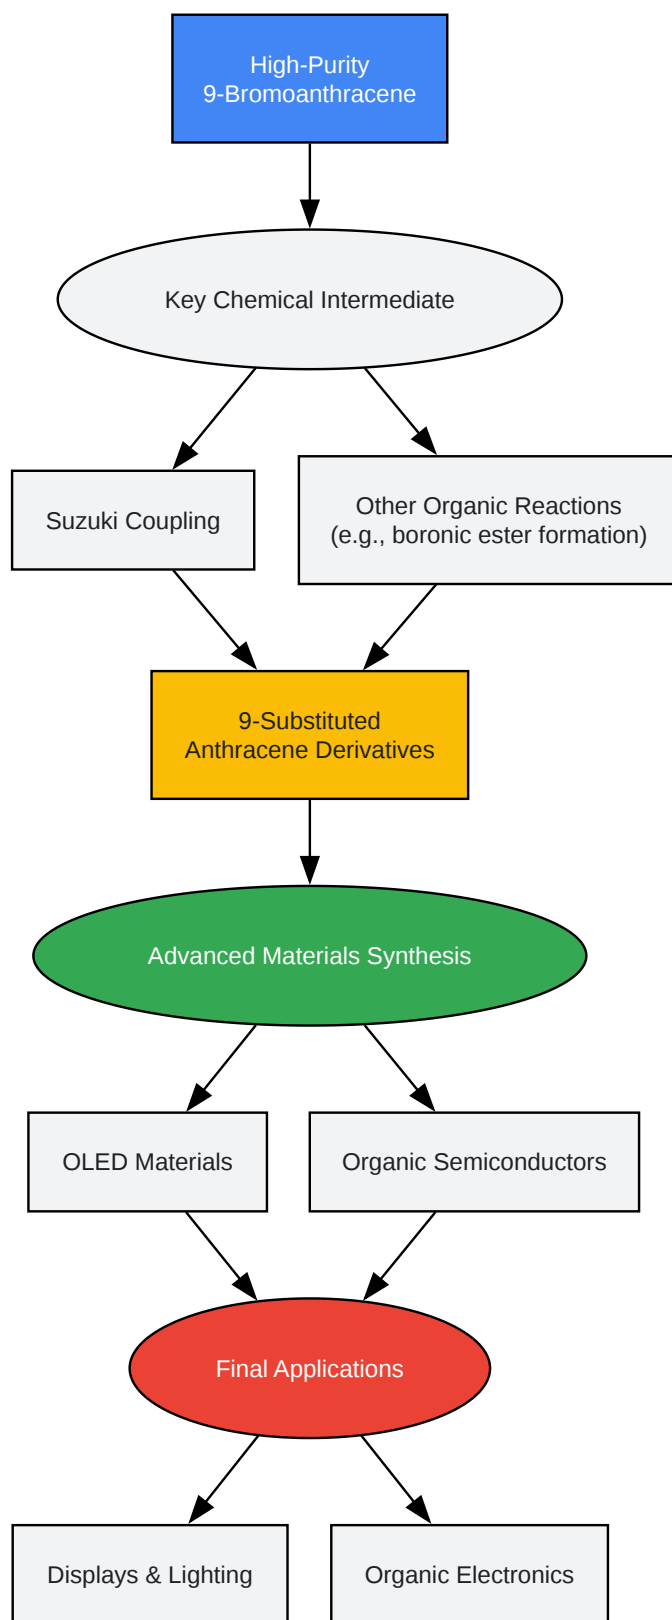 High-Purity
9-Bromoanthracene
Key Chemical Intermediate
Suzuki Coupling
Other Organic Reactions
(e.g., boronic ester formation)
9-Substituted
Anthracene Derivatives
Advanced Materials Synthesis
OLED Materials
Organic Semiconductors
Final Applications
Displays & Lighting
Organic Electronics